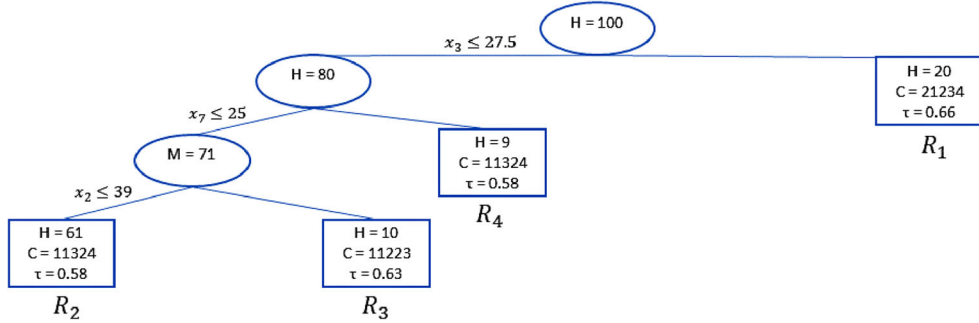 H = 100
x₃ ≤ 27.5
H = 80
H = 20
C = 21234
τ = 0.66
R₁
x₇ ≤ 25
H = 9
C = 11324
τ = 0.58
R₄
M = 71
x₂ ≤ 39
H = 61
C = 11324
τ = 0.58
R₂
H = 10
C = 11223
τ = 0.63
R₃